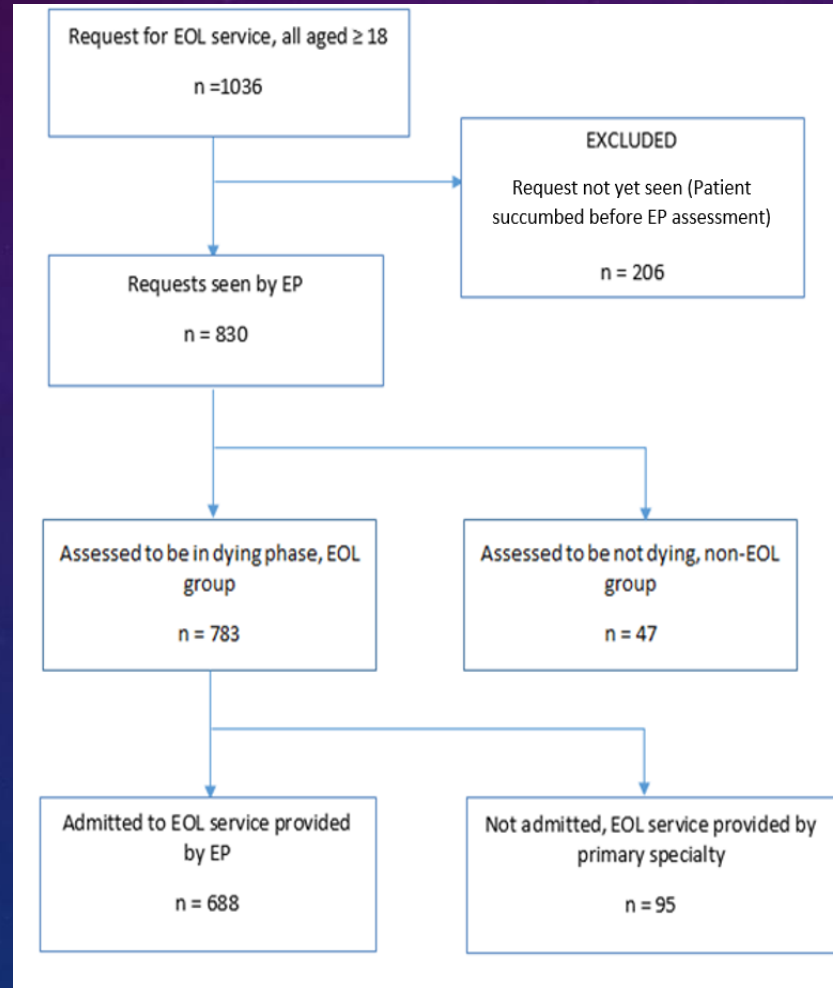 Request for EOL service, all aged ≥ 18
n =1036
EXCLUDED
Request not yet seen (Patient
succumbed before EP assessment)
n = 206
Requests seen by EP
n = 830
Assessed to be in dying phase, EOL
group
n = 783
Assessed to be not dying, non-EOL
group
n = 47
Admitted to EOL service provided
by EP
n = 688
Not admitted, EOL service provided by
primary specialty
n = 95